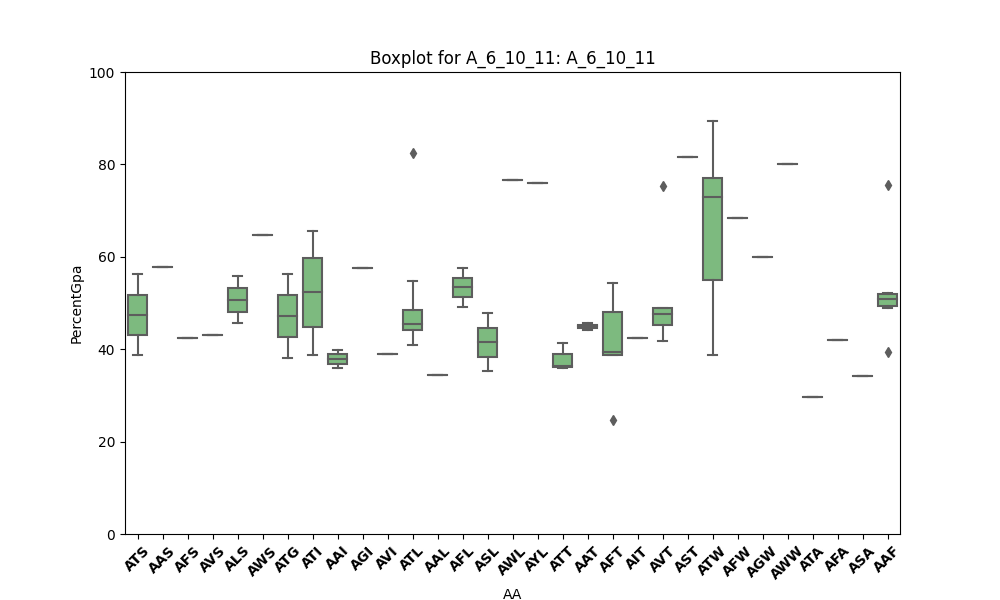 Boxplot for A_6_10_11: A_6_10_11
100
80
60
40
20
0
PercentGpa
ATS AAS AFS AVS ALS AWS ATG ATI AAI AGI AVI ATL AAL AFL ASL AWL AYL ATT AAT AFT AIT AVT AST ATW AFW AGW AWW ATA AFA ASA AAF
AA